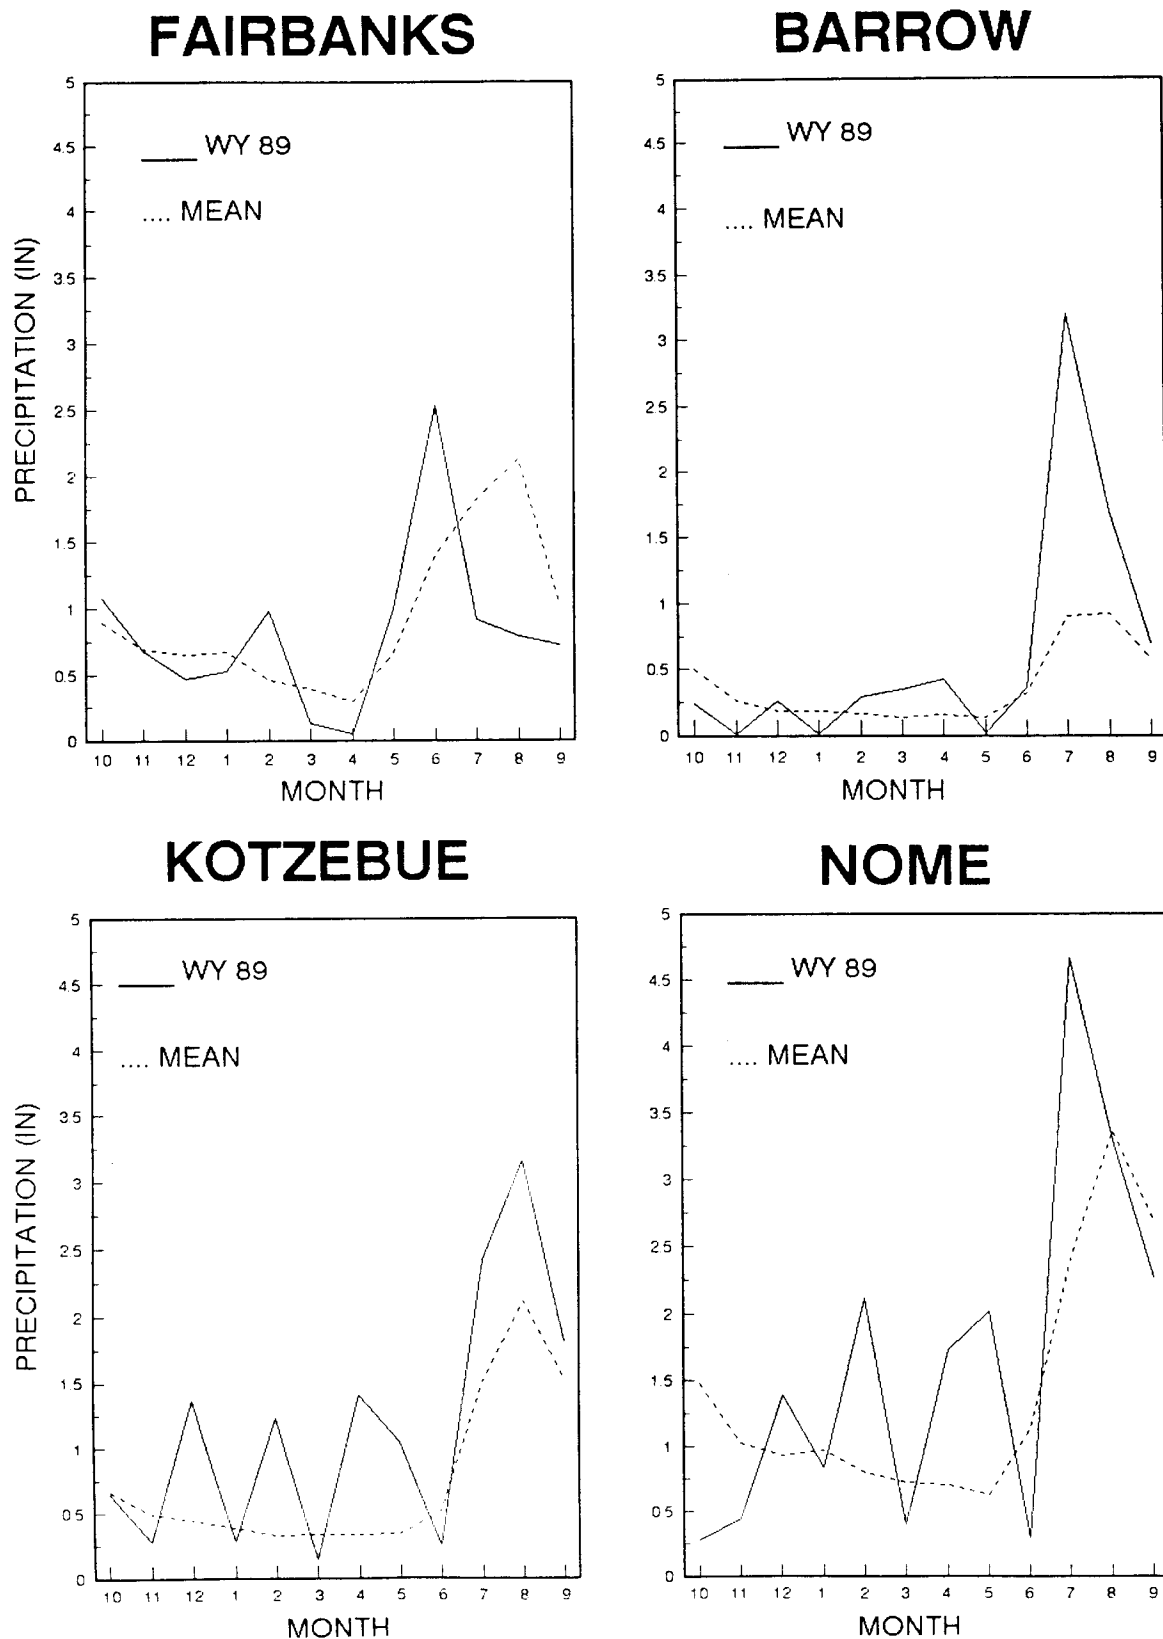 FAIRBANKS
BARROW
5
4.5
4
3.5
3
2.5
2
1.5
1
0.5
0
WY 89
.... MEAN
PRECIPITATION (IN)
10 11 12 1 2 3 4 5 6 7 8 9
MONTH
5
4.5
4
3.5
3
2.5
2
1.5
1
0.5
0
WY 89
.... MEAN
10 11 12 1 2 3 4 5 6 7 8 9
MONTH
KOTZEBUE
NOME
5
4.5
4
3.5
3
2.5
2
1.5
1
0.5
0
WY 89
.... MEAN
PRECIPITATION (IN)
10 11 12 1 2 3 4 5 6 7 8 9
MONTH
5
4.5
4
3.5
3
2.5
2
1.5
1
0.5
0
WY 89
.... MEAN
10 11 12 1 2 3 4 5 6 7 8 9
MONTH